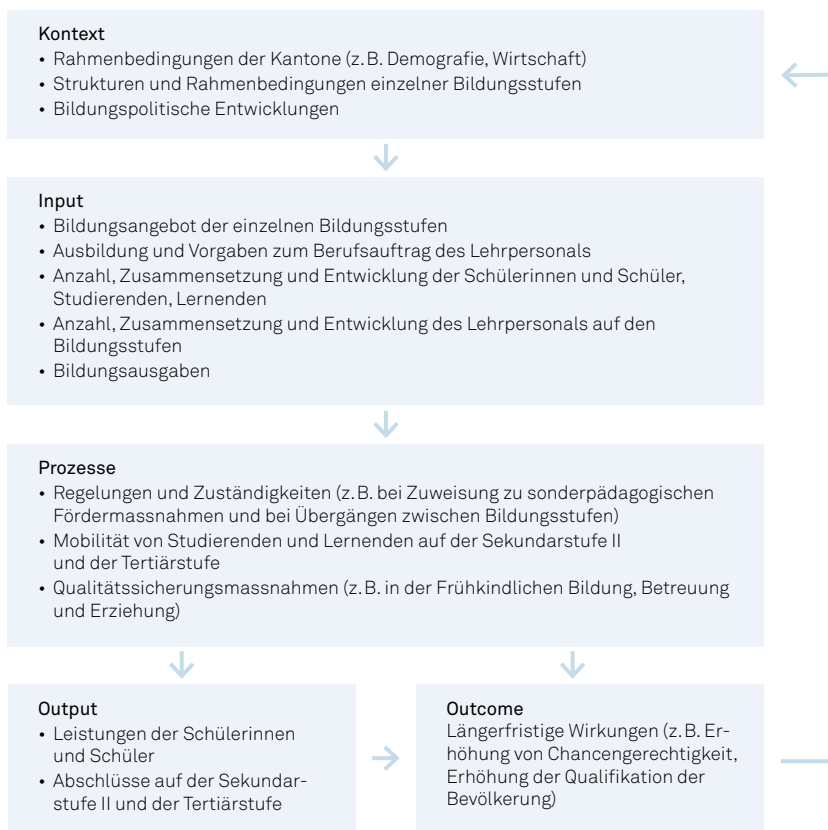 Kontext
• Rahmenbedingungen der Kantone (z.B. Demografie, Wirtschaft)
• Strukturen und Rahmenbedingungen einzelner Bildungsstufen
• Bildungspolitische Entwicklungen
Input
• Bildungsangebot der einzelnen Bildungsstufen
• Ausbildung und Vorgaben zum Berufsauftrag des Lehrpersonals
• Anzahl, Zusammensetzung und Entwicklung der Schülerinnen und Schüler,
Studierenden, Lernenden
• Anzahl, Zusammensetzung und Entwicklung des Lehrpersonals auf den
Bildungsstufen
• Bildungsausgaben
Prozesse
• Regelungen und Zuständigkeiten (z.B. bei Zuweisung zu sonderpädagogischen
Fördermassnahmen und bei Übergängen zwischen Bildungsstufen)
• Mobilität von Studierenden und Lernenden auf der Sekundarstufe II
und der Tertiärstufe
• Qualitätssicherungsmassnahmen (z.B. in der Frühkindlichen Bildung, Betreuung
und Erziehung)
Output
• Leistungen der Schülerinnen
und Schüler
• Abschlüsse auf der Sekundar-
stufe II und der Tertiärstufe
Outcome
Längerfristige Wirkungen (z.B. Er-
höhung von Chancengerechtigkeit,
Erhöhung der Qualifikation der
Bevölkerung)